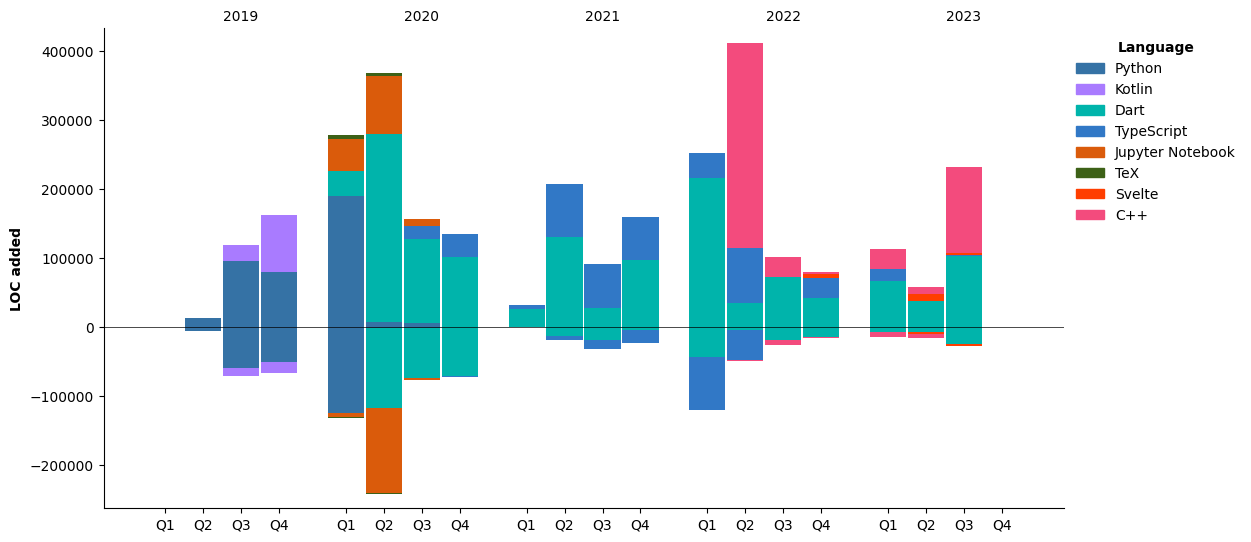 2019 2020 2021 2022 2023
LOC added
400000
300000
200000
100000
0
−100000
−200000
Q1 Q2 Q3 Q4 Q1 Q2 Q3 Q4 Q1 Q2 Q3 Q4 Q1 Q2 Q3 Q4 Q1 Q2 Q3 Q4
Language
Python
Kotlin
Dart
TypeScript
Jupyter Notebook
TeX
Svelte
C++